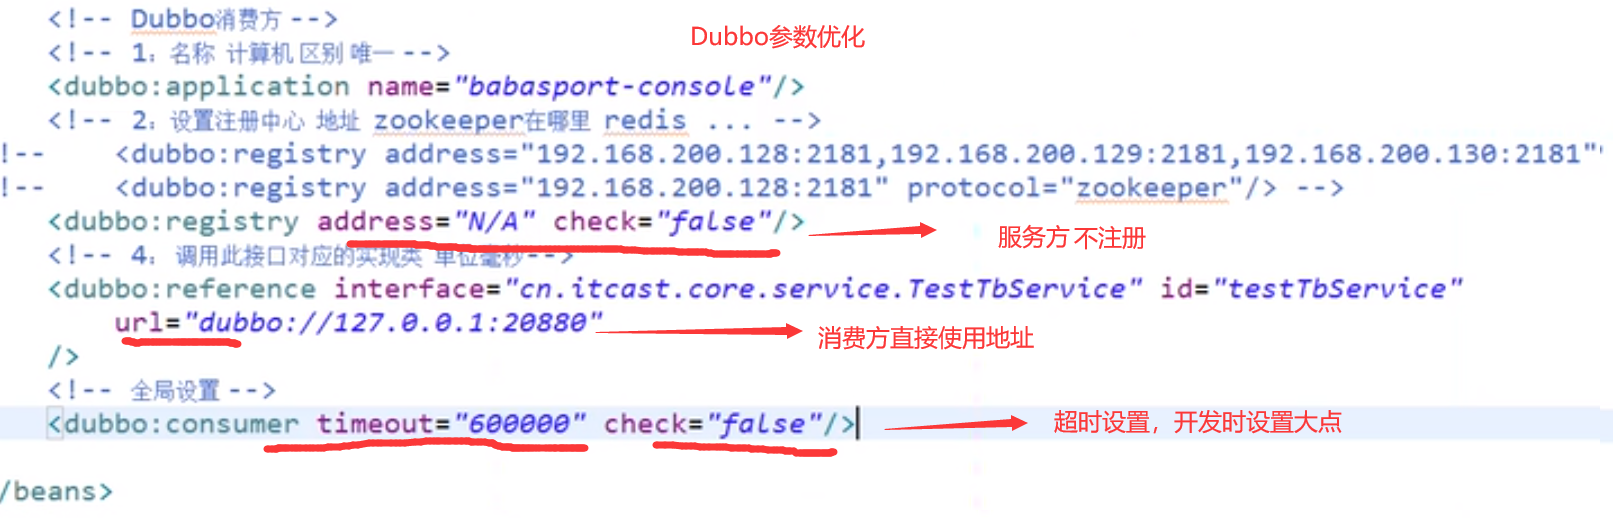 <!-- Dubbo消费方 -->
Dubbo参数优化
<!-- 1: 名称 计算机 区别 唯一 -->
<dubbo:application name="babasport-console"/>
<!-- 2: 设置注册中心 地址 zookeeper在哪里 redis ... -->
!-- <dubbo:registry address="192.168.200.128:2181,192.168.200.129:2181,192.168.200.130:2181"
!-- <dubbo:registry address="192.168.200.128:2181" protocol="zookeeper"/> -->
<dubbo:registry address="N/A" check="false"/>
服务方 不注册
<!-- 4: 调用此接口对应的实现类 单位毫秒-->
<dubbo:reference interface="cn.itcast.core.service.TestTbService" id="testTbService"
url="dubbo://127.0.0.1:20880"
消费方直接使用地址
/>
<!-- 全局设置 -->
<dubbo:consumer timeout="600000" check="false"/>
超时设置，开发时设置大点
/beans>